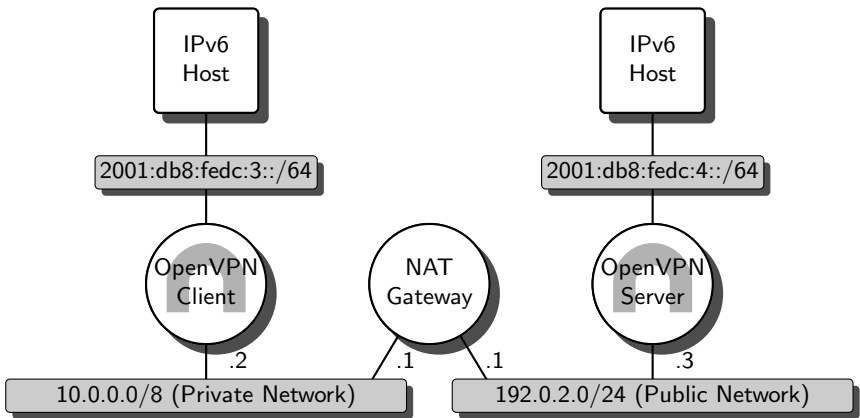 IPv6
Host
IPv6
Host
2001:db8:fedc:3::/64
2001:db8:fedc:4::/64
OpenVPN
Client
NAT
Gateway
OpenVPN
Server
.2
.1
.1
.3
10.0.0.0/8 (Private Network)
192.0.2.0/24 (Public Network)